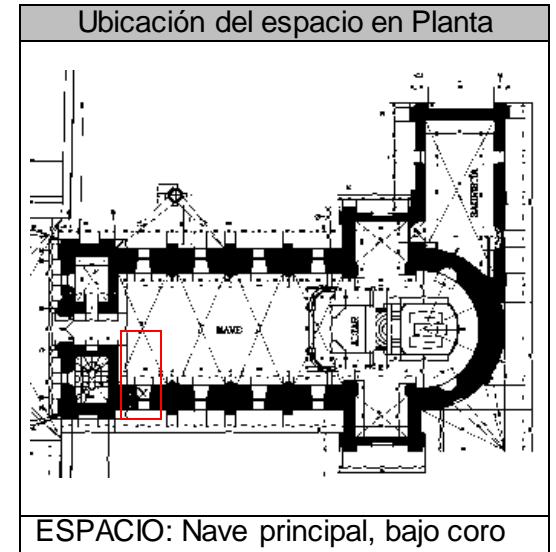 Ubicación del espacio en Planta
SACRISTIA
NAVE
ALTAR
ESPACIO: Nave principal, bajo coro